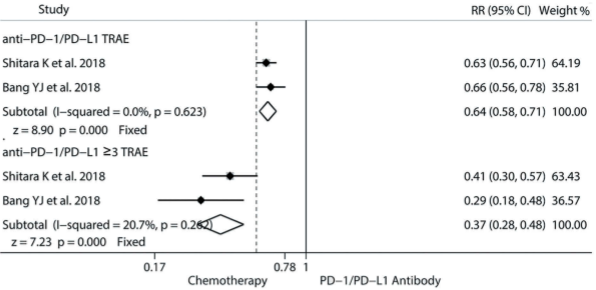 Study RR (95% CI) Weight %
anti−PD−1/PD−L1 TRAE
Shitara K et al. 2018 0.63 (0.56, 0.71) 64.19
Bang YJ et al. 2018 0.66 (0.56, 0.78) 35.81
Subtotal (I−squared = 0.0%, p = 0.623) 0.64 (0.58, 0.71) 100.00
z = 8.90 p = 0.000 Fixed
.
anti−PD−1/PD−L1 ≥3 TRAE
Shitara K et al. 2018 0.41 (0.30, 0.57) 63.43
Bang YJ et al. 2018 0.29 (0.18, 0.48) 36.57
Subtotal (I−squared = 20.7%, p = 0.262) 0.37 (0.28, 0.48) 100.00
z = 7.23 p = 0.000 Fixed
0.17 0.78 1
Chemotherapy PD−1/PD−L1 Antibody